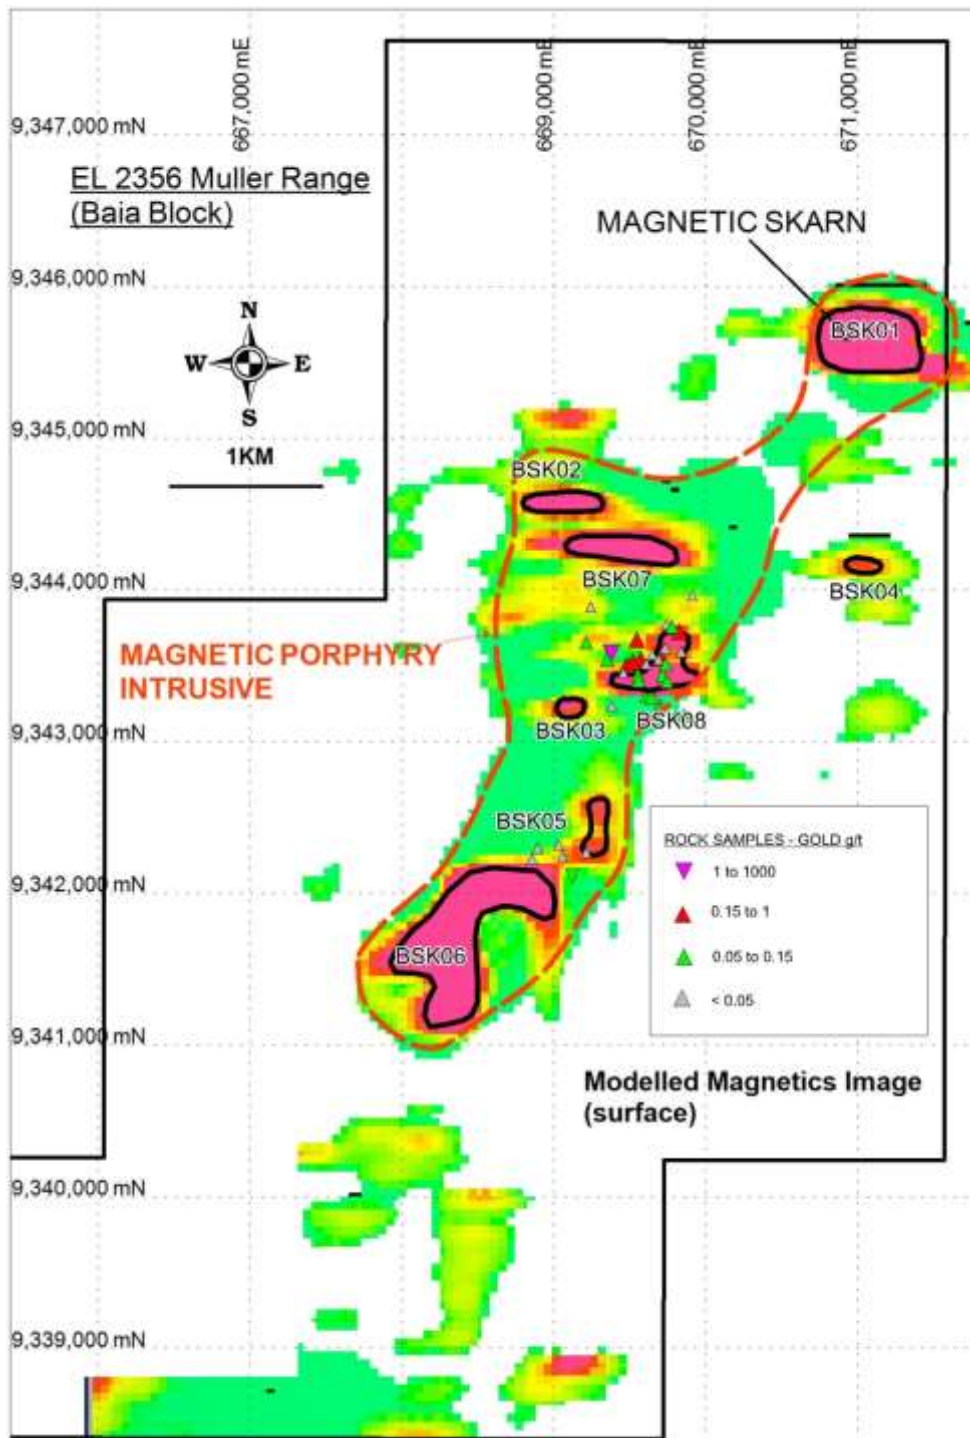 667,000 mE
669,000 mE
670,000 mE
671,000 mE
9,347,000 mN
EL 2356 Muller Range
(Baia Block)
MAGNETIC SKARN
9,346,000 mN
N
W
E
S
BSK01
9,345,000 mN
1KM
BSK02
9,344,000 mN
BSK07
BSK04
MAGNETIC PORPHYRY
INTRUSIVE
BSK03
BSK08
9,343,000 mN
BSK05
ROCK SAMPLES - GOLD g/t
1 to 1000
0.15 to 1
0.05 to 0.15
< 0.05
9,342,000 mN
BSK06
9,341,000 mN
Modelled Magnetics Image
(surface)
9,340,000 mN
9,339,000 mN